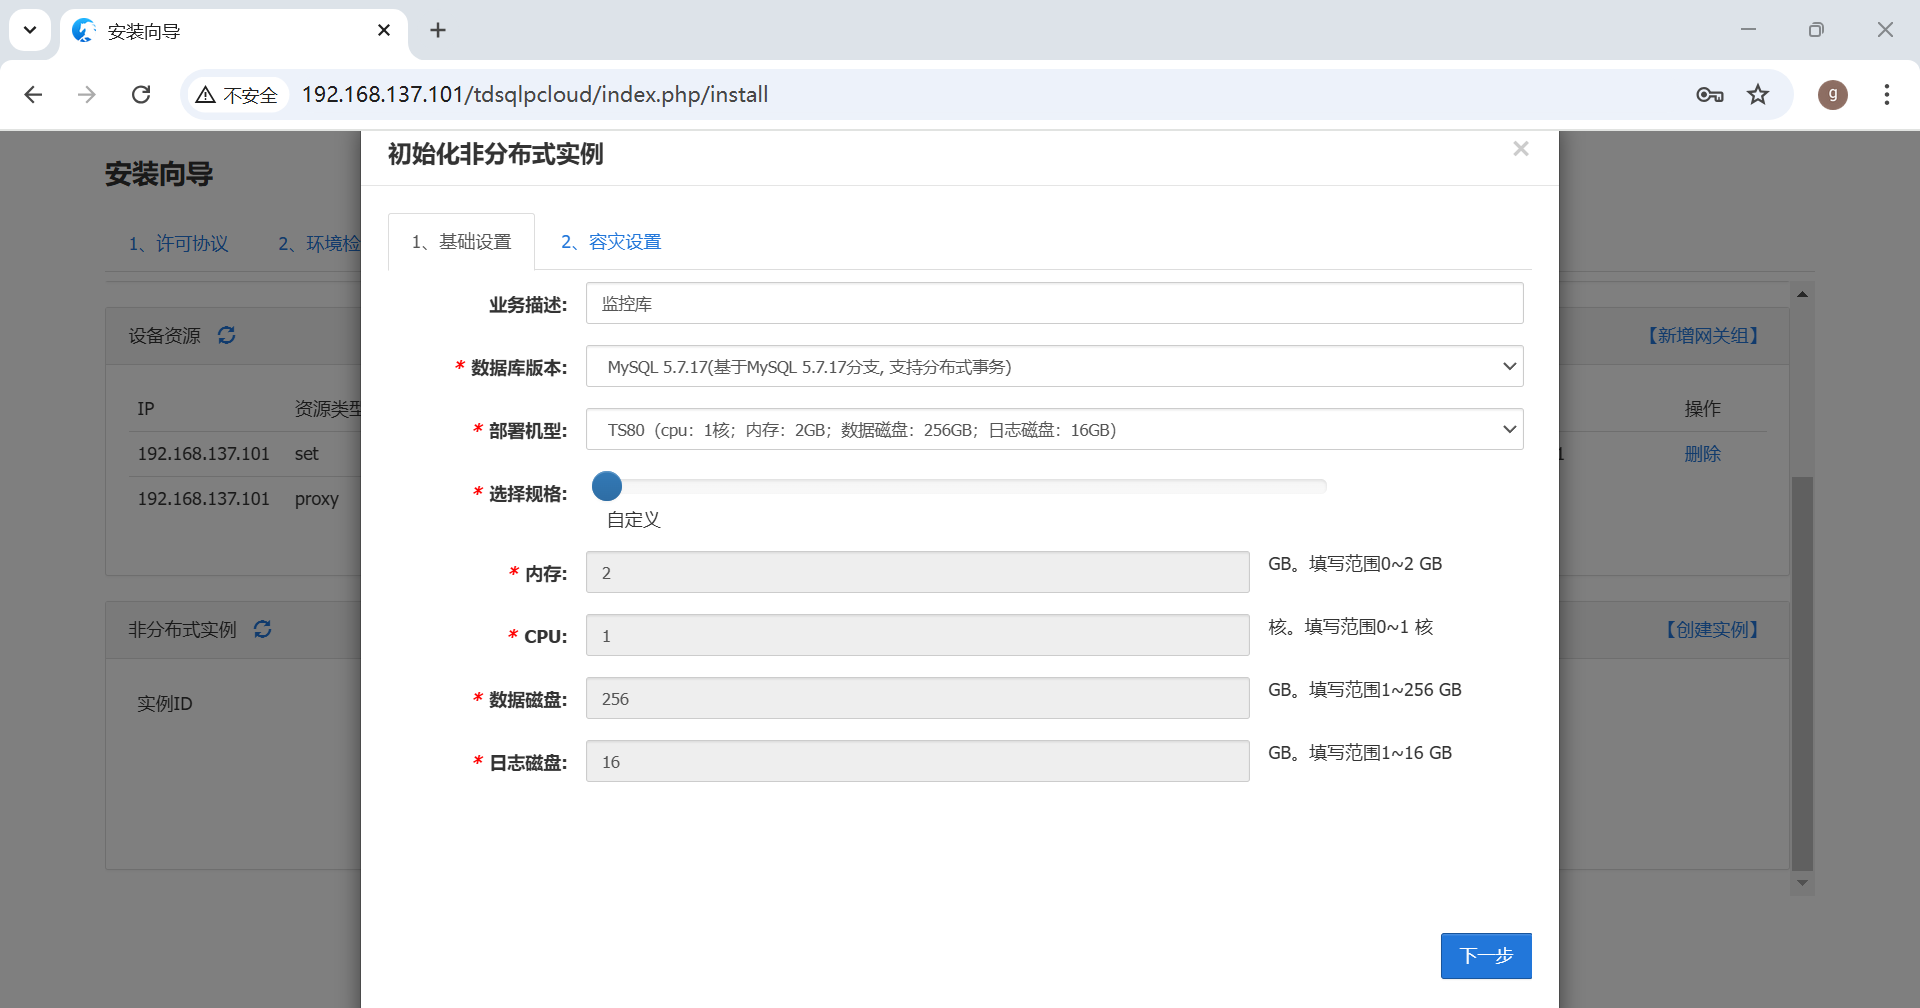 安装向导
不安全
192.168.137.101/tdsqlpcloud/index.php/install
g
安装向导
1、许可协议
2、环境检
设备资源
【新增网关组】
IP
资源类型
操作
192.168.137.101
set
1
删除
192.168.137.101
proxy
非分布式实例
【创建实例】
实例ID
初始化非分布式实例
×
1、基础设置
2、容灾设置
业务描述:
监控库
* 数据库版本:
MySQL 5.7.17(基于MySQL 5.7.17分支, 支持分布式事务)
* 部署机型:
TS80（cpu：1核；内存：2GB；数据磁盘：256GB；日志磁盘：16GB）
* 选择规格:
自定义
* 内存:
2
GB。填写范围0~2 GB
* CPU:
1
核。填写范围0~1 核
* 数据磁盘:
256
GB。填写范围1~256 GB
* 日志磁盘:
16
GB。填写范围1~16 GB
下一步